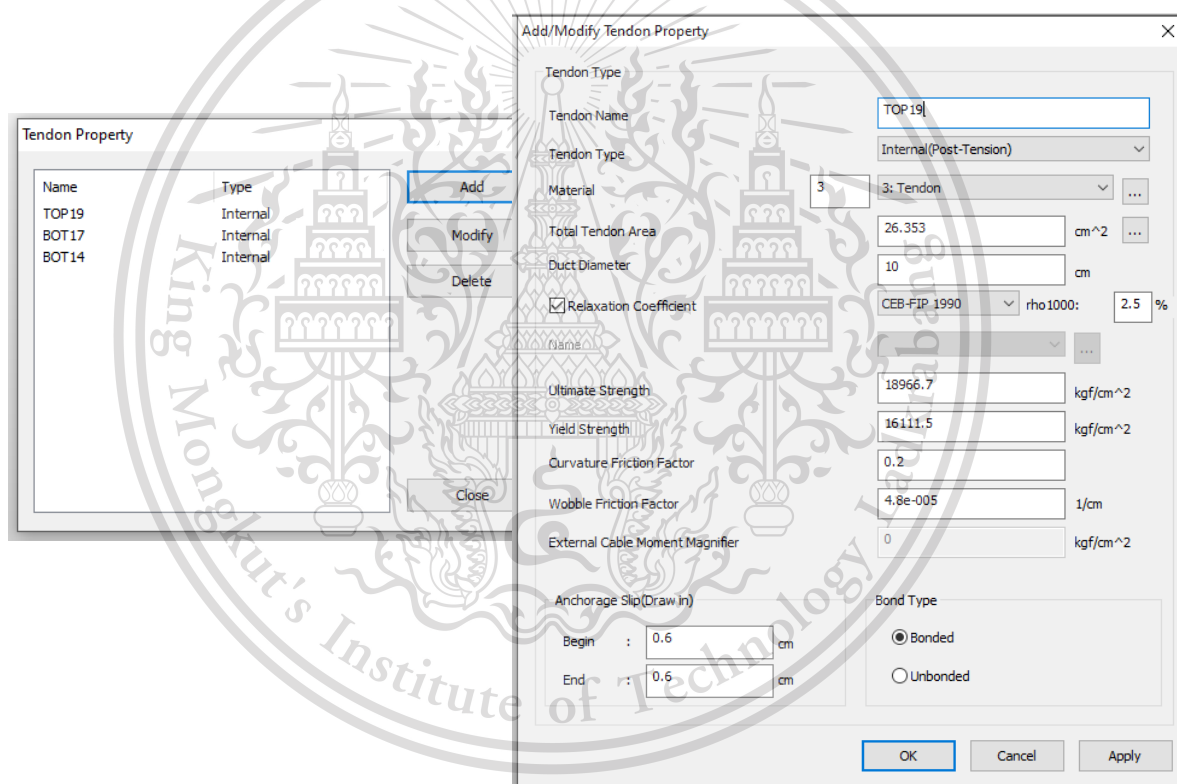 Tendon Property
Name Type
TOP19 Internal
BOT17 Internal
BOT14 Internal
Add
Modify
Delete
Close
Add/Modify Tendon Property
Tendon Type
Tendon Name TOP19
Tendon Type Internal(Post-Tension)
Material 3 3: Tendon ...
Total Tendon Area 26.353 cm^2 ...
Duct Diameter 10 cm
Relaxation Coefficient CEB-FIP 1990 rho1000: 2.5 %
Name ...
Ultimate Strength 18966.7 kgf/cm^2
Yield Strength 16111.5 kgf/cm^2
Curvature Friction Factor 0.2
Wobble Friction Factor 4.8e-005 1/cm
External Cable Moment Magnifier 0 kgf/cm^2
Anchorage Slip(Draw in)
Begin : 0.6 cm
End : 0.6 cm
Bond Type
Bonded
Unbonded
OK Cancel Apply
King Mongkut's Institute of Technology Ladkrabang